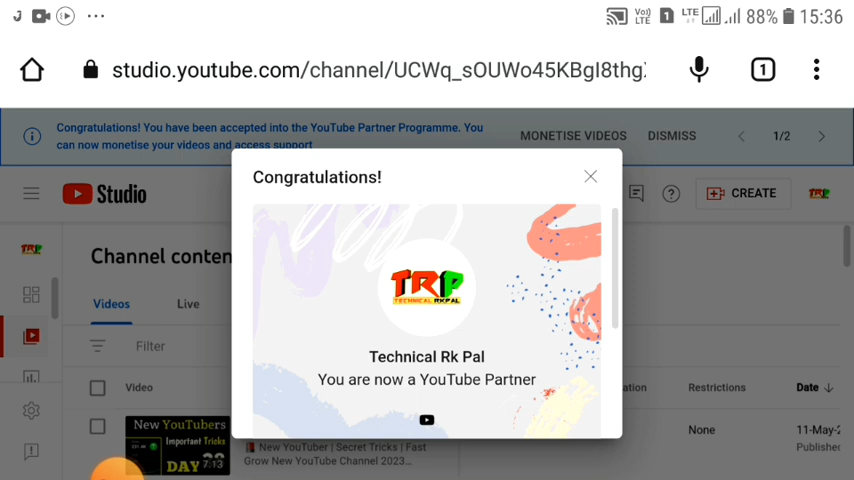 J
Vo) LTE 1 LTE 88% 15:36
studio.youtube.com/channel/UCWq_sOUWo45KBgI8thg
1
Congratulations! You have been accepted into the YouTube Partner Programme. You
can now monetise your videos and access support
MONETISE VIDEOS DISMISS 1/2
Congratulations!
Studio
CREATE
TRP
TRP
Channel conten
TRP
TECHNICAL RKPAL
Videos Live
Technical Rk Pal
You are now a YouTube Partner
Filter
Video
Restrictions Date
New YouTubers
Important Tricks
DAY
7:13
New YouTuber | Secret Tricks | Fast
Grow New YouTube Channel 2023...
None
11-May-2
Publishe